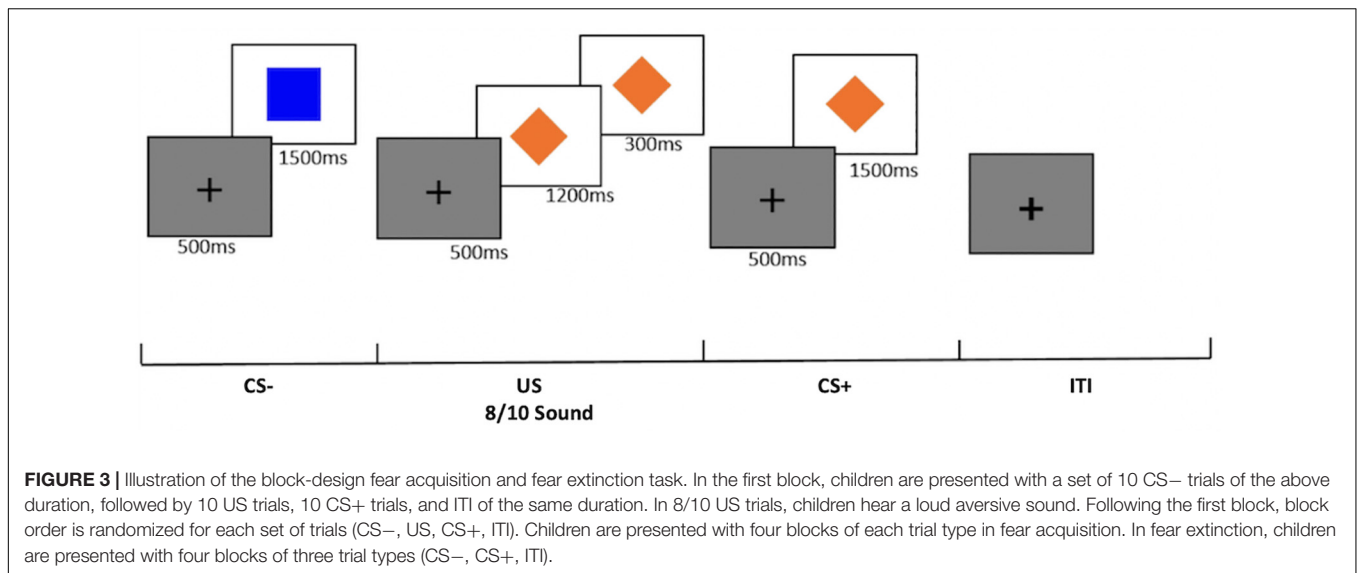 1500ms
500ms
300ms
1200ms
500ms
1500ms
500ms
CS-
US
8/10 Sound
CS+
ITI
FIGURE 3 | Illustration of the block-design fear acquisition and fear extinction task. In the first block, children are presented with a set of 10 CS− trials of the above
duration, followed by 10 US trials, 10 CS+ trials, and ITI of the same duration. In 8/10 US trials, children hear a loud aversive sound. Following the first block, block
order is randomized for each set of trials (CS−, US, CS+, ITI). Children are presented with four blocks of each trial type in fear acquisition. In fear extinction, children
are presented with four blocks of three trial types (CS−, CS+, ITI).